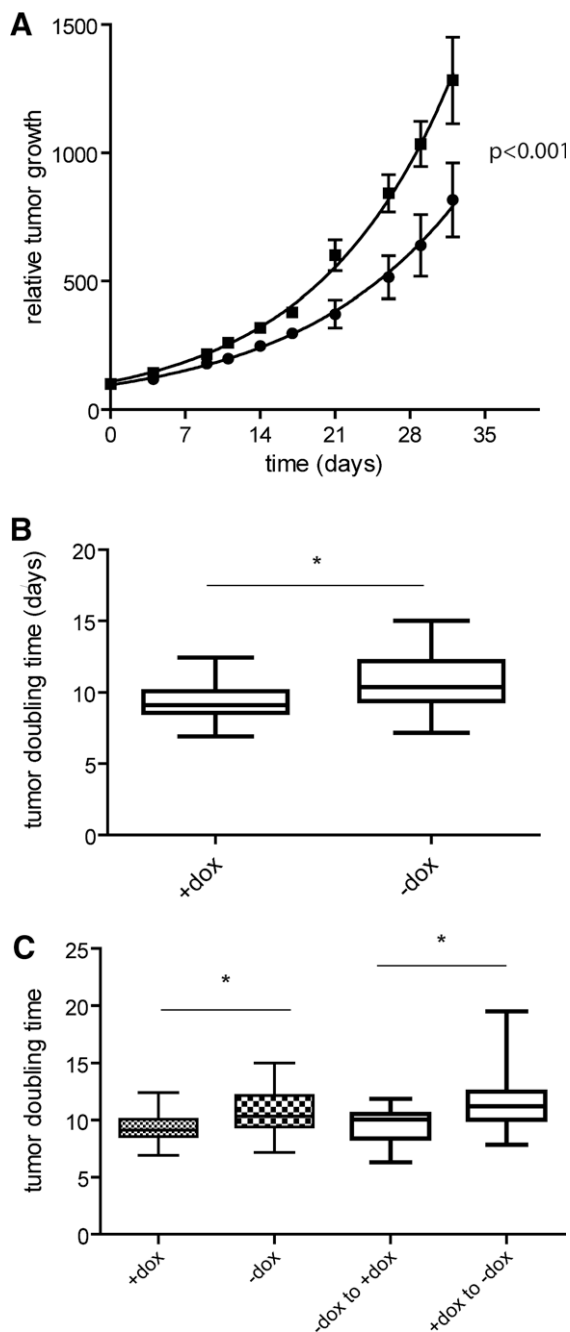 A
1500
1000
500
0
relative tumor growth
p<0.001
0 7 14 21 28 35
time (days)
B
20
15
10
5
0
tumor doubling time (days)
*
+dox
-dox
C
25
20
15
10
5
0
tumor doubling time
*
*
+dox
-dox
-dox to +dox
+dox to -dox